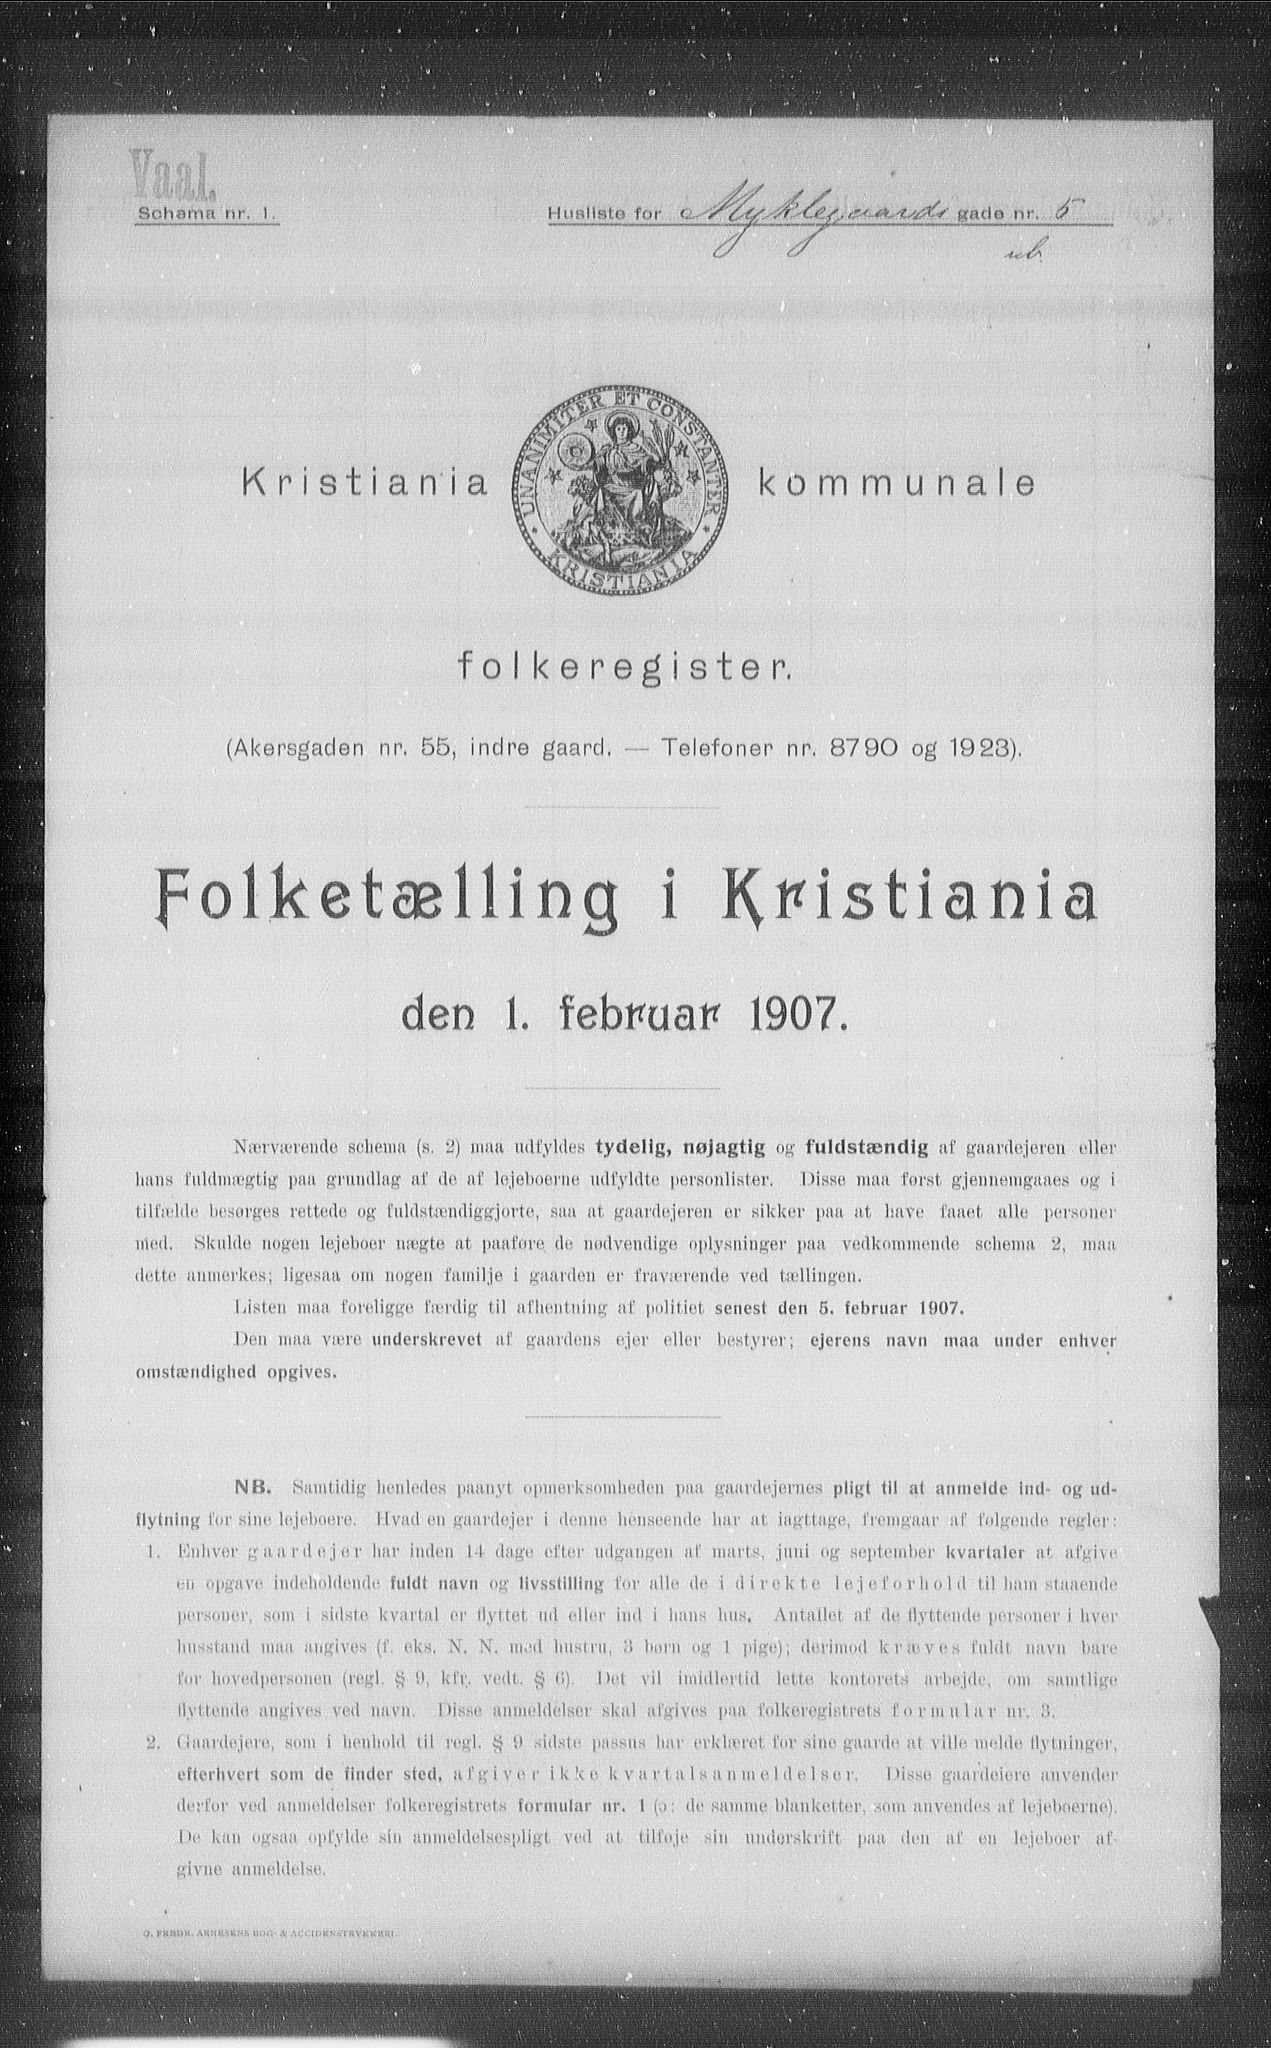 Vaal.
Schema nr. 1.
Husliste for Myklegaards gade nr. 5
ub.
UNANIMITER ET CONSTANTER
KRISTIANIA
Kristiania kommunale
folkeregister.
(Akersgaden nr. 55, indre gaard. — Telefoner nr. 8790 og 1923).
Folketælling i Kristiania
den 1. februar 1907.
Nærværende schema (s. 2) maa udfyldes tydelig, nøjagtig og fuldstændig af gaardejeren eller
hans fuldmægtig paa grundlag af de af lejeboerne udfyldte personlister. Disse maa først gjennemgaaes og i
tilfælde besørges rettede og fuldstændiggjorte, saa at gaardejeren er sikker paa at have faaet alle personer
med. Skulde nogen lejeboer nægte at paaføre de nødvendige oplysninger paa vedkommende schema 2, maa
dette anmerkes; ligesaa om nogen familje i gaarden er fraværende ved tællingen.
Listen maa foreligge færdig til afhentning af politiet senest den 5. februar 1907.
Den maa være underskrevet af gaardens ejer eller bestyrer; ejerens navn maa under enhver
omstændighed opgives.
NB. Samtidig henledes paanyt opmerksomheden paa gaardejernes pligt til at anmelde ind- og ud-
flytning for sine lejeboere. Hvad en gaardejer i denne henseende har at iagttage, fremgaar af følgende regler:
1. Enhver gaardejer har inden 14 dage efter udgangen af marts, juni og september kvartaler at afgive
en opgave indeholdende fuldt navn og livsstilling for alle de i direkte lejeforhold til ham staaende
personer, som i sidste kvartal er flyttet ud eller ind i hans hus. Antallet af de flyttende personer i hver
husstand maa angives (f. eks. N. N. med hustru, 3 børn og 1 pige); derimod kræves fuldt navn bare
for hovedpersonen (regl. § 9, kfr. vedt. § 6). Det vil imidlertid lette kontorets arbejde, om samtlige
flyttende angives ved navn. Disse anmeldelser skal afgives paa folkeregistrets formular nr. 3.
2. Gaardejere, som i henhold til regl. § 9 sidste passus har erklæret for sine gaarde at ville melde flytninger,
efterhvert som de finder sted, afgiver ikke kvartalsanmeldelser. Disse gaardeiere anvender
derfor ved anmeldelser folkeregistrets formular nr. 1 (ɔ: de samme blanketter, som anvendes af lejeboerne).
De kan ogsaa opfylde sin anmeldelsespligt ved at tilføje sin underskrift paa den af en lejeboer af-
givne anmeldelse.
O. FREDR. ARNESENS BOG- & ACCIDENSTRYKKERI.